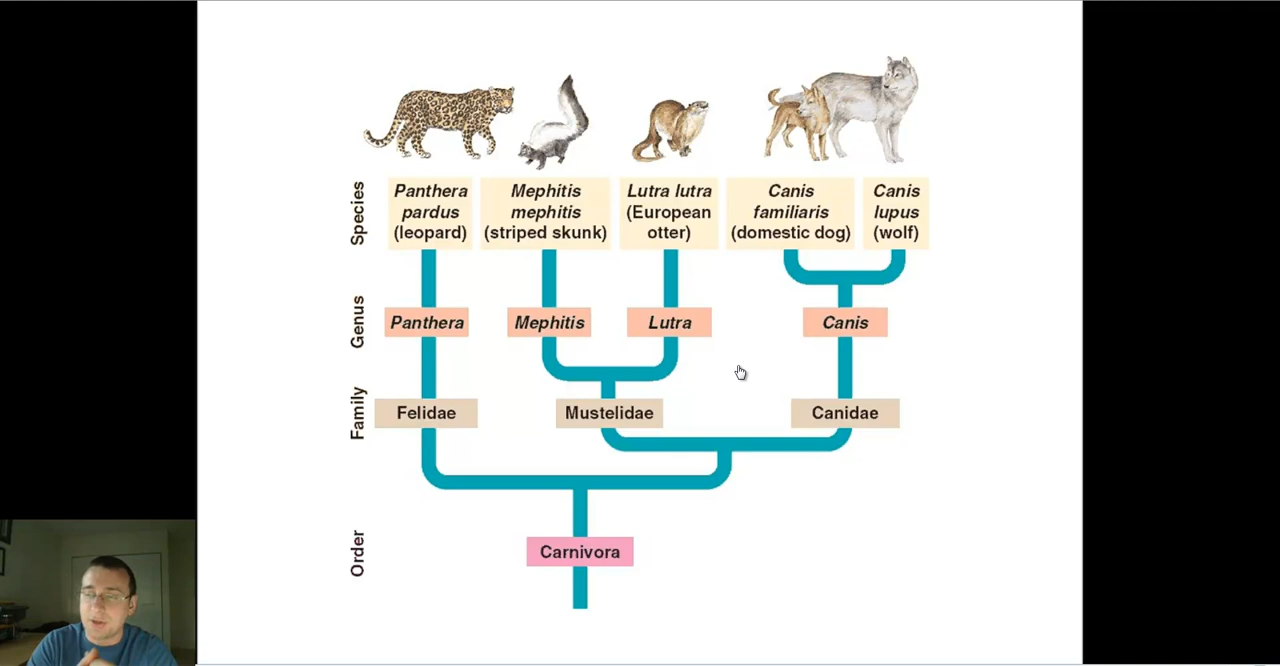 Species
Panthera
pardus
(leopard)
Mephitis
mephitis
(striped skunk)
Lutra lutra
(European
otter)
Canis
familiaris
(domestic dog)
Canis
lupus
(wolf)
Genus
Panthera
Mephitis
Lutra
Canis
Family
Felidae
Mustelidae
Canidae
Order
Carnivora